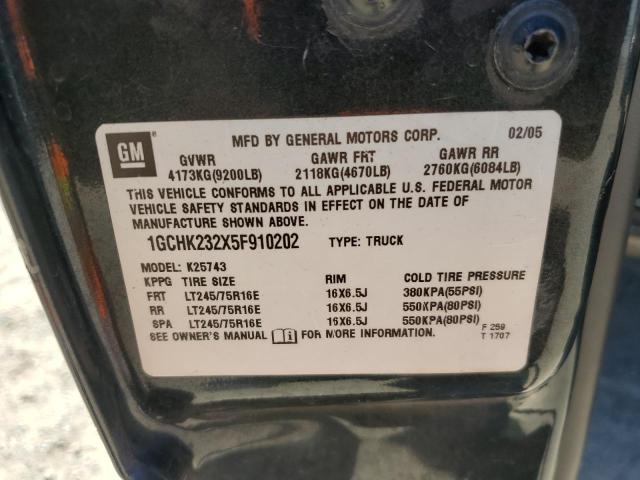 GM ®
MFD BY GENERAL MOTORS CORP. 02/05
GVWR GAWR FRT GAWR RR
4173KG(9200LB) 2118KG(4670LB) 2760KG(6084LB)
THIS VEHICLE CONFORMS TO ALL APPLICABLE U.S. FEDERAL MOTOR
VEHICLE SAFETY STANDARDS IN EFFECT ON THE DATE OF
MANUFACTURE SHOWN ABOVE.
1GCHK232X5F910202 TYPE: TRUCK
MODEL: K25743
KPPG TIRE SIZE RIM COLD TIRE PRESSURE
FRT LT245/75R16E 16X6.5J 380KPA(55PSI)
RR LT245/75R16E 16X6.5J 550KPA(80PSI)
SPA LT245/75R16E 16X6.5J 550KPA(80PSI)
SEE OWNER'S MANUAL FOR MORE INFORMATION.
F 259
T 1707